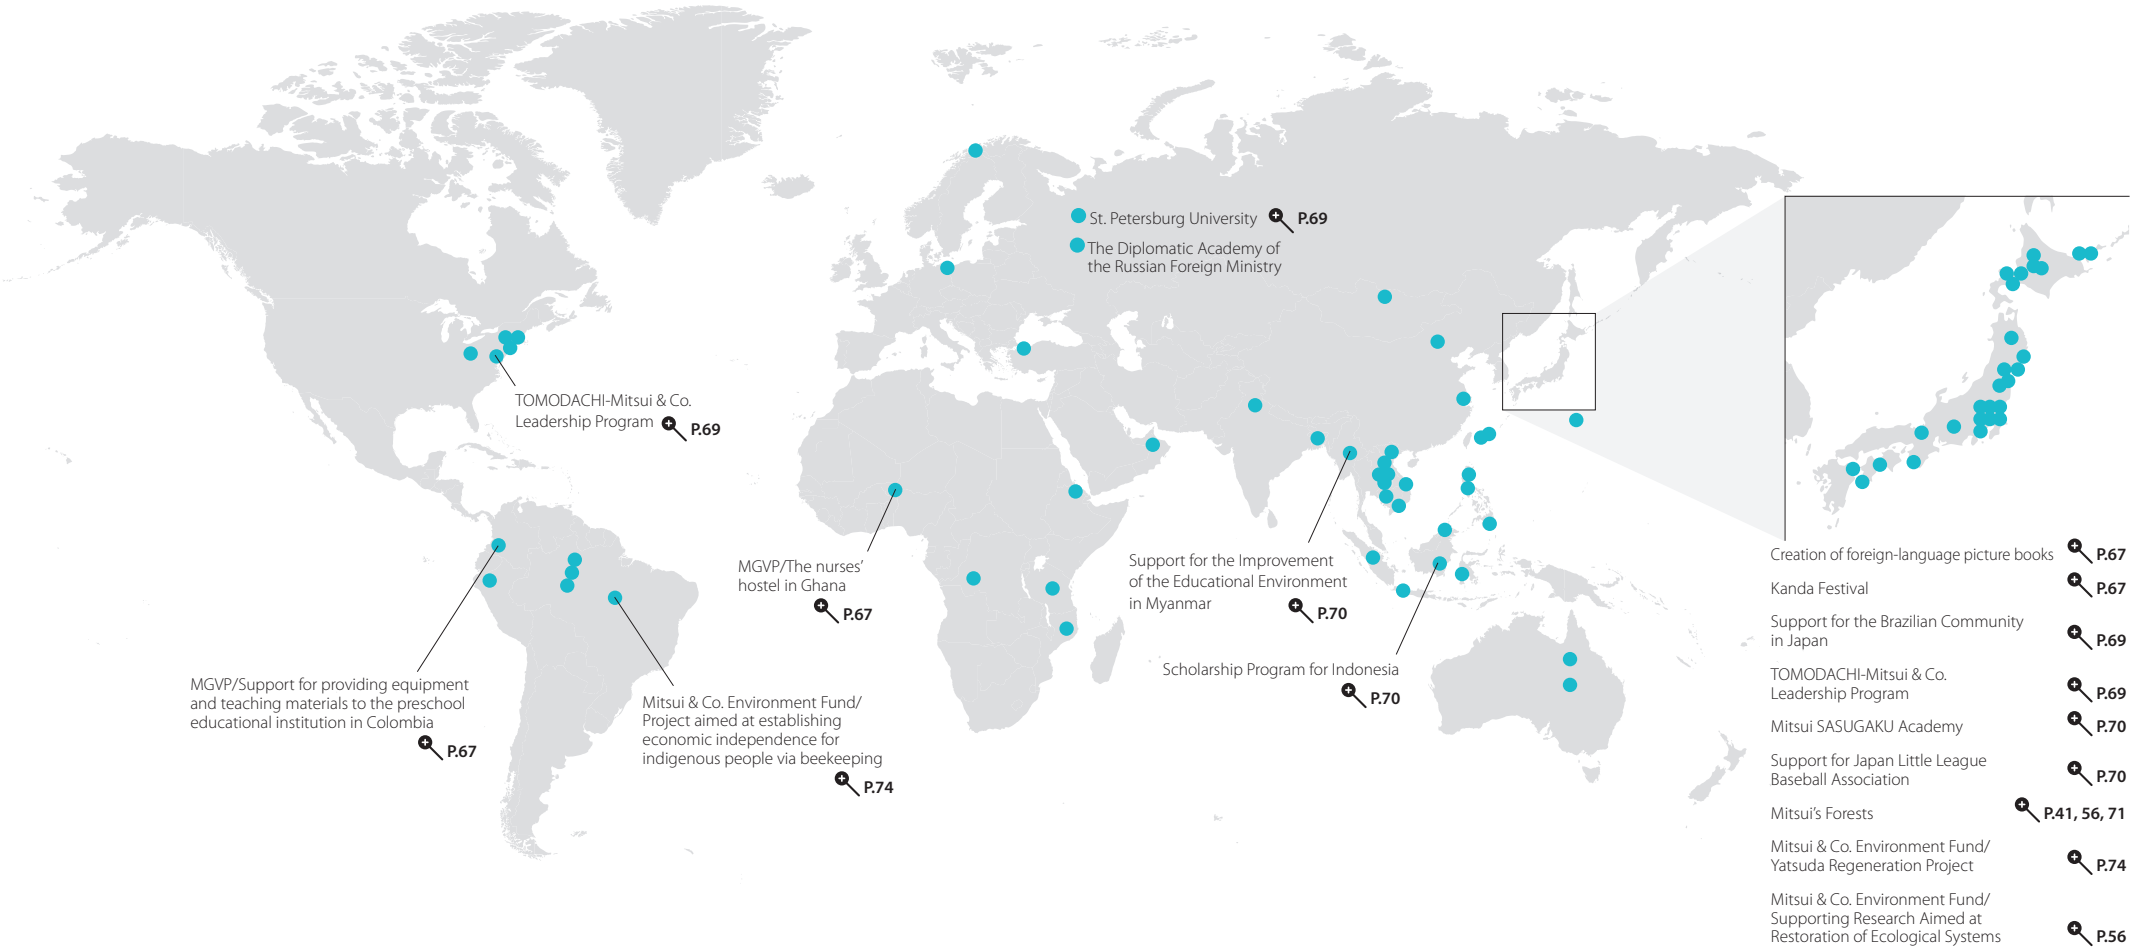 St. Petersburg University P.69
The Diplomatic Academy of
the Russian Foreign Ministry
TOMODACHI-Mitsui & Co.
Leadership Program P.69
MGVP/The nurses’
hostel in Ghana
P.67
Support for the Improvement
of the Educational Environment
in Myanmar
P.70
Scholarship Program for Indonesia
P.70
MGVP/Support for providing equipment
and teaching materials to the preschool
educational institution in Colombia
P.67
Mitsui & Co. Environment Fund/
Project aimed at establishing
economic independence for
indigenous people via beekeeping
P.74
Creation of foreign-language picture books P.67
Kanda Festival P.67
Support for the Brazilian Community
in Japan P.69
TOMODACHI-Mitsui & Co.
Leadership Program P.69
Mitsui SASUGAKU Academy P.70
Support for Japan Little League
Baseball Association P.70
Mitsui’s Forests P.41, 56, 71
Mitsui & Co. Environment Fund/
Yatsuda Regeneration Project P.74
Mitsui & Co. Environment Fund/
Supporting Research Aimed at
Restoration of Ecological Systems P.56